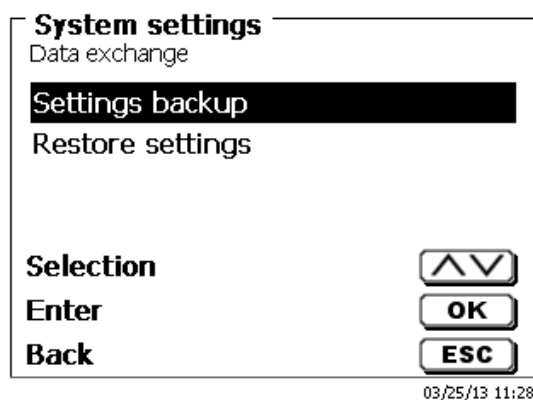 System settings
Data exchange
Settings backup
Restore settings
Selection
Enter OK
Back ESC
03/25/13 11:28